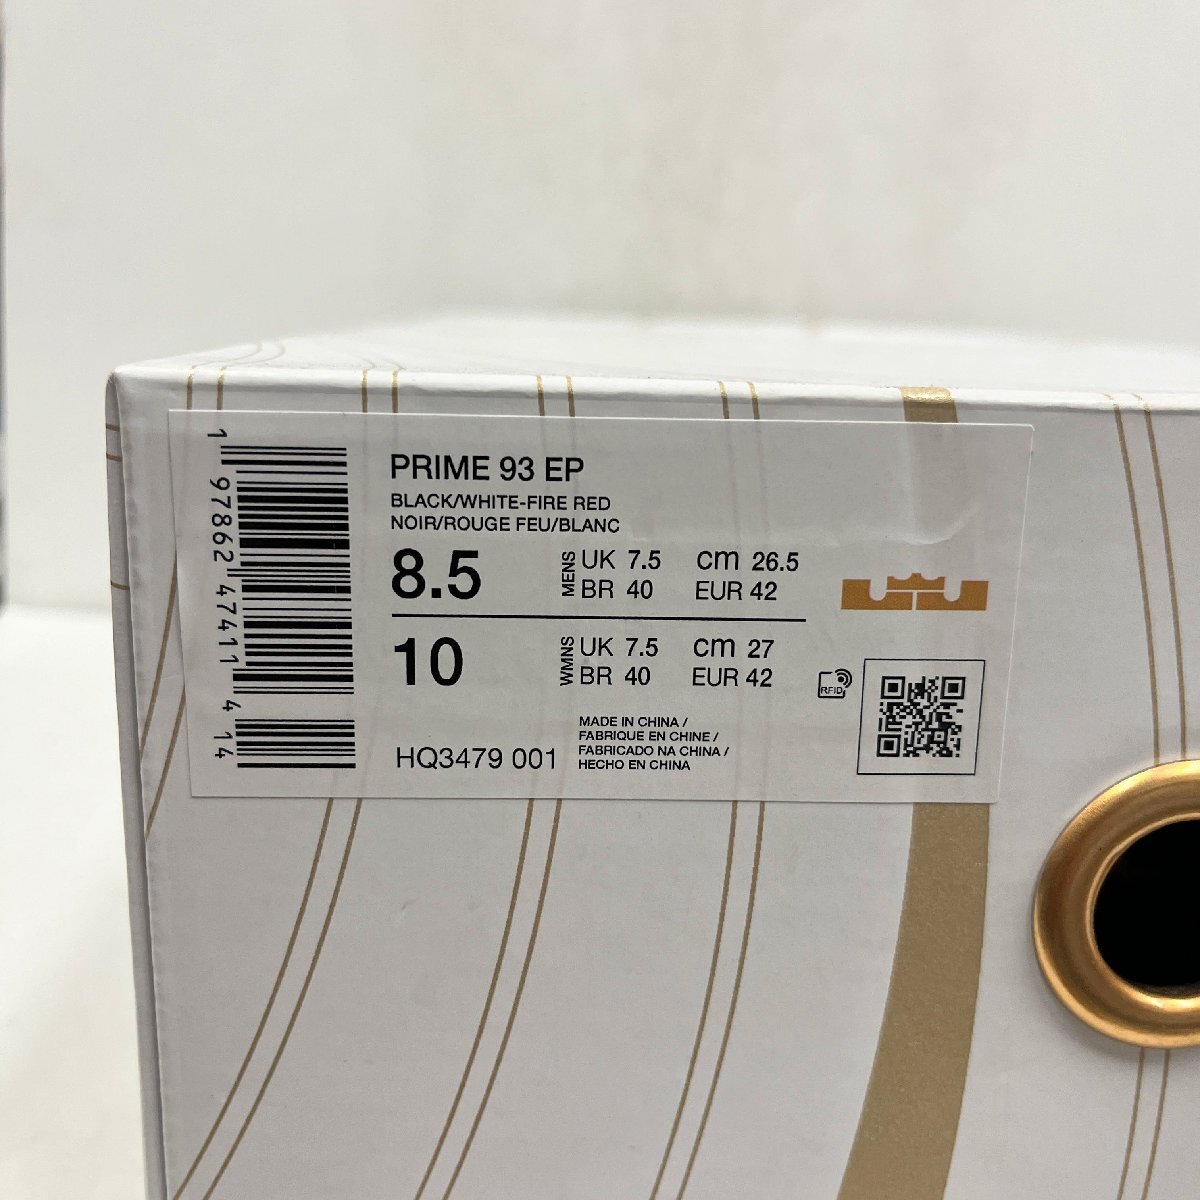 PRIME 93 EP
BLACK/WHITE-FIRE RED
NOIR/ROUGE FEU/BLANC
8.5 MENS UK 7.5 cm 26.5
BR 40 EUR 42
10 WMNS UK 7.5 cm 27
BR 40 EUR 42
RFID
HQ3479 001
MADE IN CHINA /
FABRIQUE EN CHINE /
FABRICADO NA CHINA /
HECHO EN CHINA
1 97862 47411 4 14